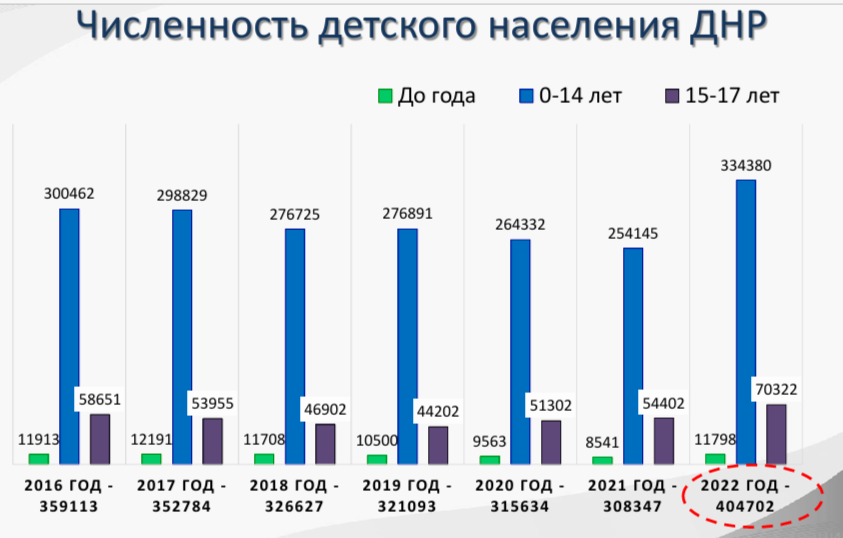 Численность детского населения ДНР
До года 0-14 лет 15-17 лет
334380
300462 298829
276725 276891
264332
254145
70322
58651 53955 46902 44202 51302 54402
11913 12191 11708 10500 9563 8541 11798
2016 ГОД - 2017 ГОД - 2018 ГОД - 2019 ГОД - 2020 ГОД - 2021 ГОД - 2022 ГОД -
359113 352784 326627 321093 315634 308347 404702